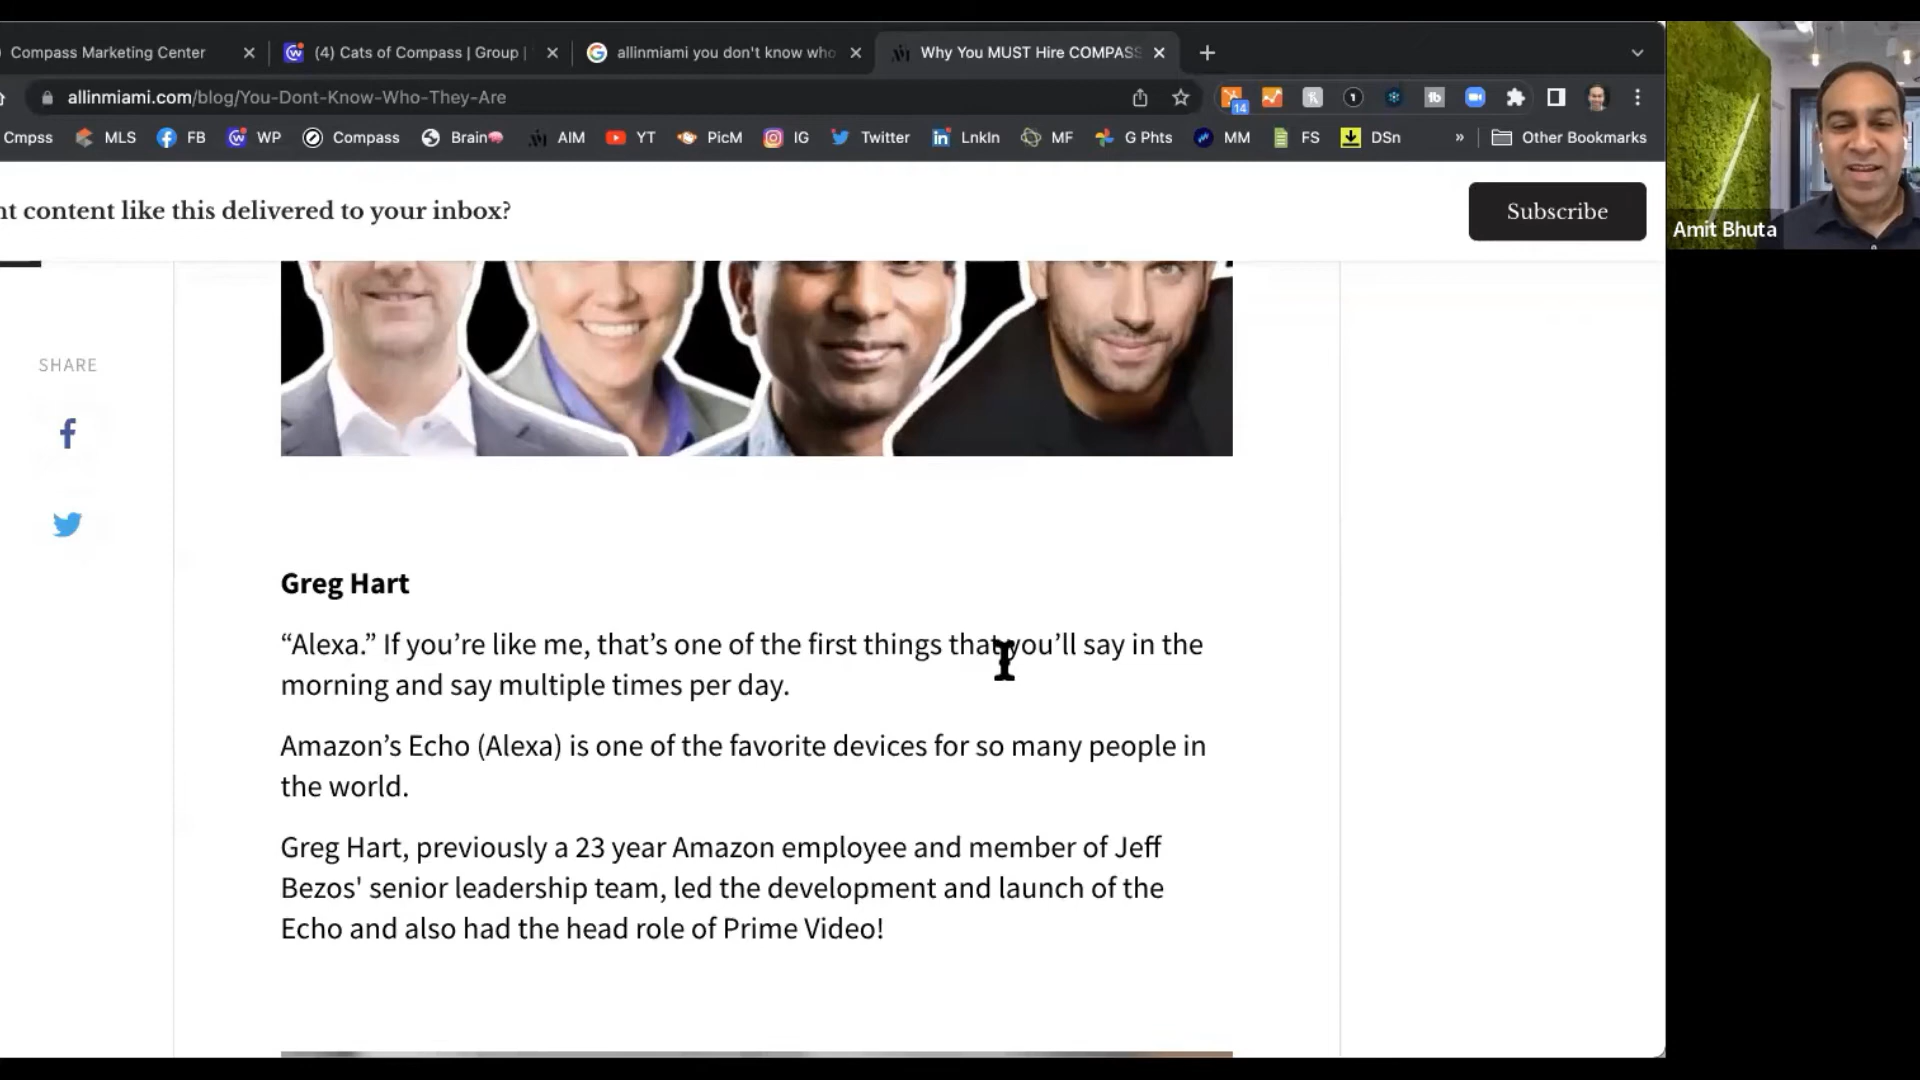 Compass Marketing Center
(4) Cats of Compass | Group |
allinmiami you don't know who
Why You MUST Hire COMPASS
allinmiami.com/blog/You-Dont-Know-Who-They-Are
14
Cmpss MLS FB WP Compass Brain AIM YT PicM IG Twitter LnkIn MF G Phts MM FS DSn » Other Bookmarks
nt content like this delivered to your inbox?
Subscribe
Amit Bhuta
SHARE
Greg Hart
“Alexa.” If you’re like me, that’s one of the first things that you’ll say in the
morning and say multiple times per day.
Amazon’s Echo (Alexa) is one of the favorite devices for so many people in
the world.
Greg Hart, previously a 23 year Amazon employee and member of Jeff
Bezos' senior leadership team, led the development and launch of the
Echo and also had the head role of Prime Video!